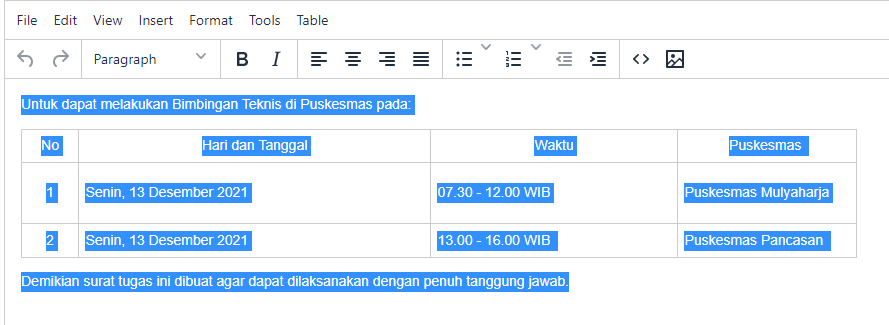 File Edit View Insert Format Tools Table
Paragraph B I
Untuk dapat melakukan Bimbingan Teknis di Puskesmas pada:
No Hari dan Tanggal Waktu Puskesmas
1 Senin, 13 Desember 2021 07.30 - 12.00 WIB Puskesmas Mulyaharja
2 Senin, 13 Desember 2021 13.00 - 16.00 WIB Puskesmas Pancasan
Demikian surat tugas ini dibuat agar dapat dilaksanakan dengan penuh tanggung jawab.